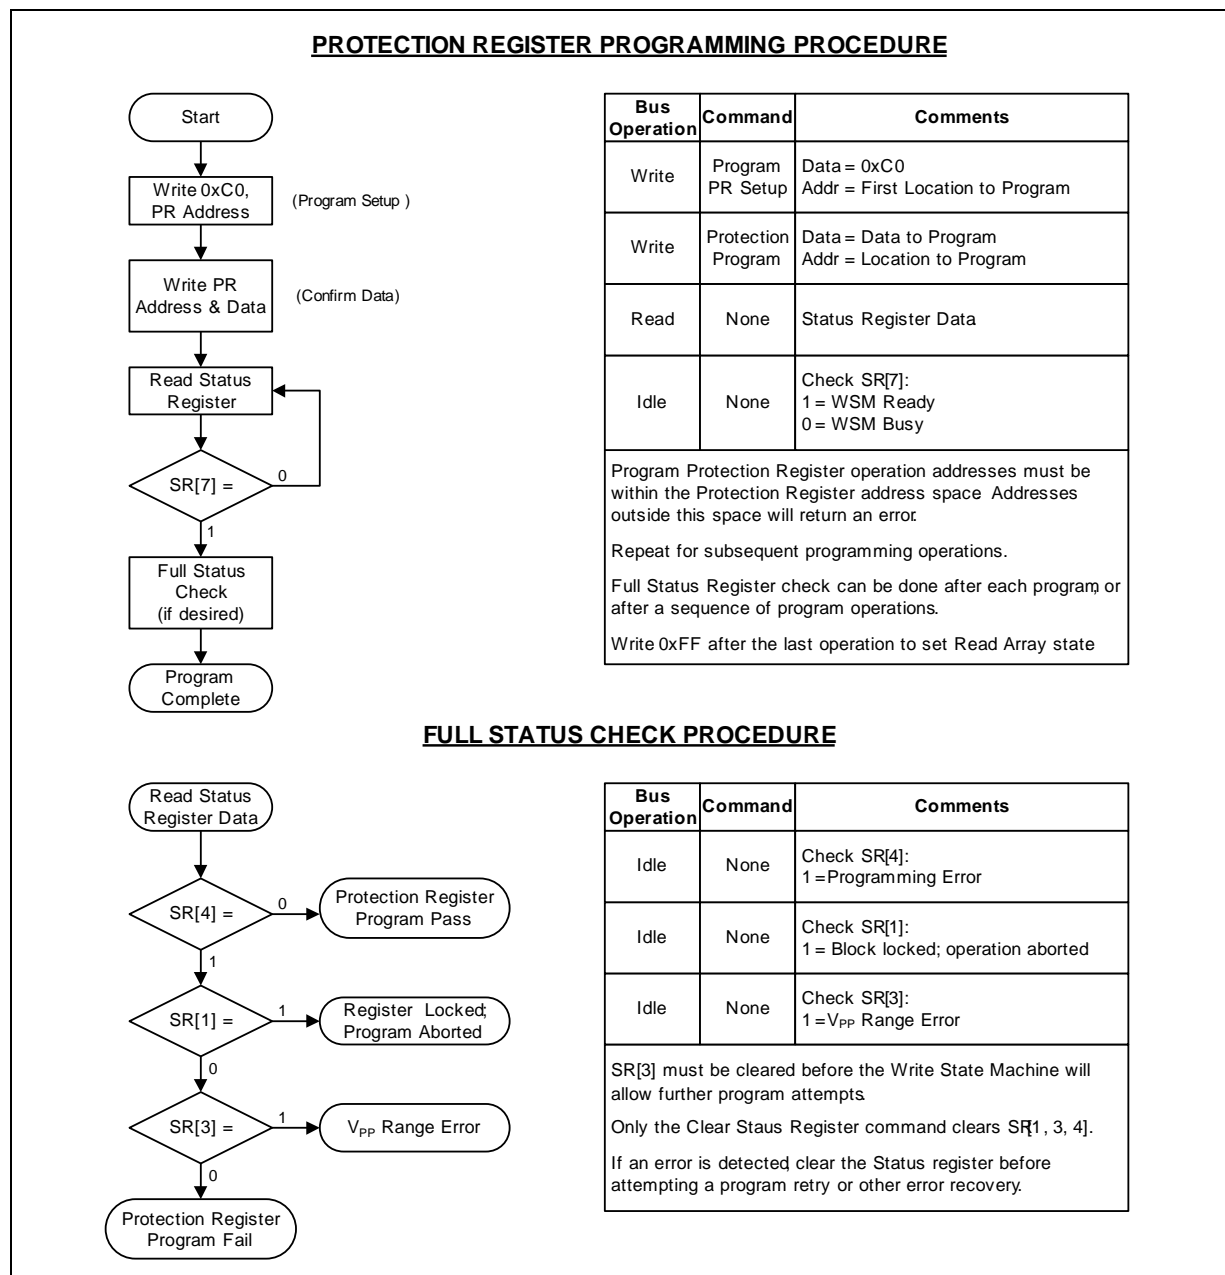 PROTECTION REGISTER PROGRAMMING PROCEDURE
Start
Write 0xC0,
PR Address
(Program Setup )
Write PR
Address & Data
(Confirm Data)
Read Status
Register
SR[7] =
0
1
Full Status
Check
(if desired)
Program
Complete
Bus
Operation
Command
Comments
Write
Program
PR Setup
Data = 0xC0
Addr = First Location to Program
Write
Protection
Program
Data = Data to Program
Addr = Location to Program
Read
None
Status Register Data.
Idle
None
Check SR[7]:
1 = WSM Ready
0 = WSM Busy
Program Protection Register operation addresses must be
within the Protection Register address space Addresses
outside this space will return an error.
Repeat for subsequent programming operations.
Full Status Register check can be done after each program, or
after a sequence of program operations.
Write 0xFF after the last operation to set Read Array state
FULL STATUS CHECK PROCEDURE
Read Status
Register Data
SR[4] =
0
Protection Register
Program Pass
1
SR[1] =
1
Register Locked;
Program Aborted
0
SR[3] =
1
VPP Range Error
0
Protection Register
Program Fail
Bus
Operation
Command
Comments
Idle
None
Check SR[4]:
1 =Programming Error
Idle
None
Check SR[1]:
1 = Block locked; operation aborted
Idle
None
Check SR[3]:
1 =VPP Range Error
SR[3] must be cleared before the Write State Machine will
allow further program attempts.
Only the Clear Staus Register command clears SR[1, 3, 4].
If an error is detected, clear the Status register before
attempting a program retry or other error recovery.